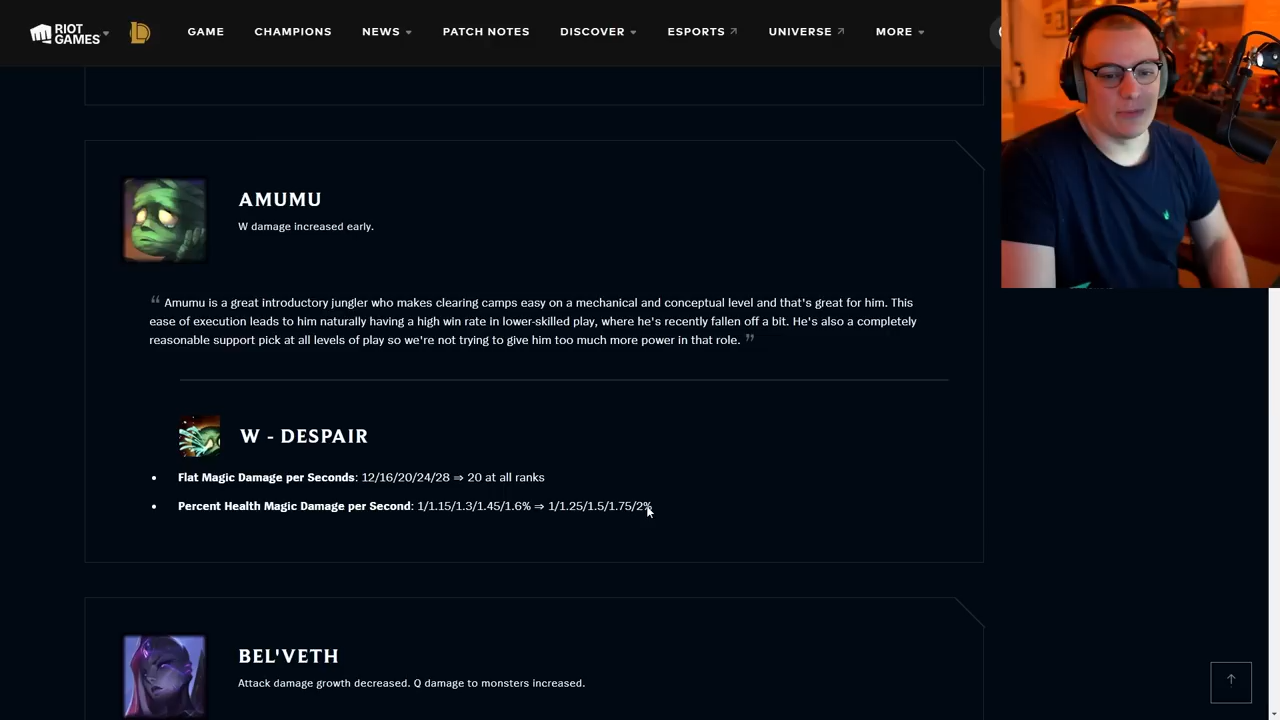 RIOT GAMES
GAME CHAMPIONS NEWS PATCH NOTES DISCOVER ESPORTS UNIVERSE MORE
AMUMU
W damage increased early.
“ Amumu is a great introductory jungler who makes clearing camps easy on a mechanical and conceptual level and that's great for him. This
ease of execution leads to him naturally having a high win rate in lower-skilled play, where he's recently fallen off a bit. He's also a completely
reasonable support pick at all levels of play so we're not trying to give him too much more power in that role. ”
W - DESPAIR
• Flat Magic Damage per Seconds: 12/16/20/24/28 ⇒ 20 at all ranks
• Percent Health Magic Damage per Second: 1/1.15/1.3/1.45/1.6% ⇒ 1/1.25/1.5/1.75/2%
BEL'VETH
Attack damage growth decreased. Q damage to monsters increased.